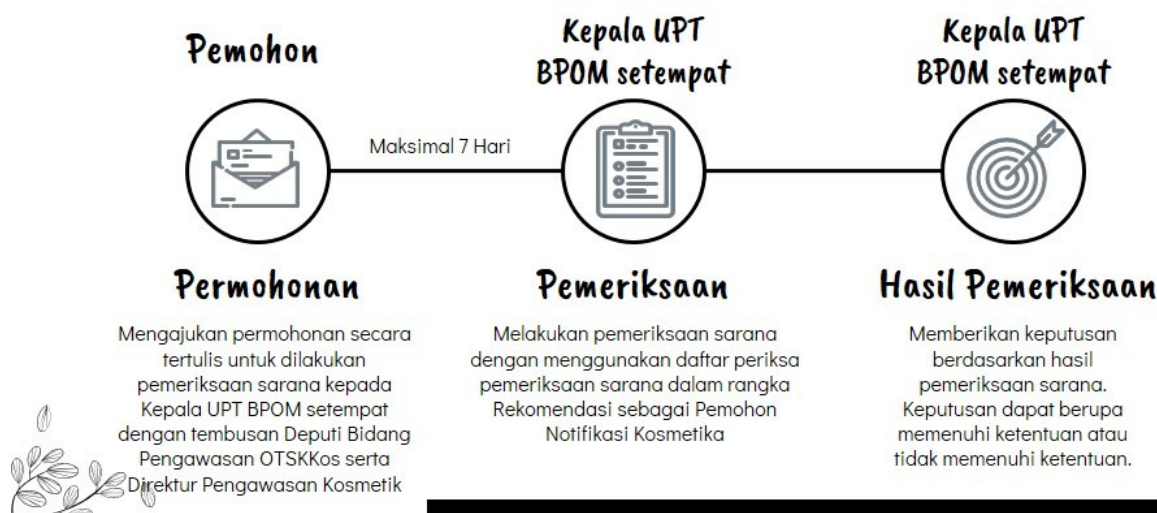 Pemohon
Maksimal 7 Hari
Permohonan
Mengajukan permohonan secara
tertulis untuk dilakukan
pemeriksaan sarana kepada
Kepala UPT BPOM setempat
dengan tembusan Deputi Bidang
Pengawasan OTSKKos serta
Direktur Pengawasan Kosmetik
Kepala UPT
BPOM setempat
Pemeriksaan
Melakukan pemeriksaan sarana
dengan menggunakan daftar periksa
pemeriksaan sarana dalam rangka
Rekomendasi sebagai Pemohon
Notifikasi Kosmetika
Kepala UPT
BPOM setempat
Hasil Pemeriksaan
Memberikan keputusan
berdasarkan hasil
pemeriksaan sarana.
Keputusan dapat berupa
memenuhi ketentuan atau
tidak memenuhi ketentuan.